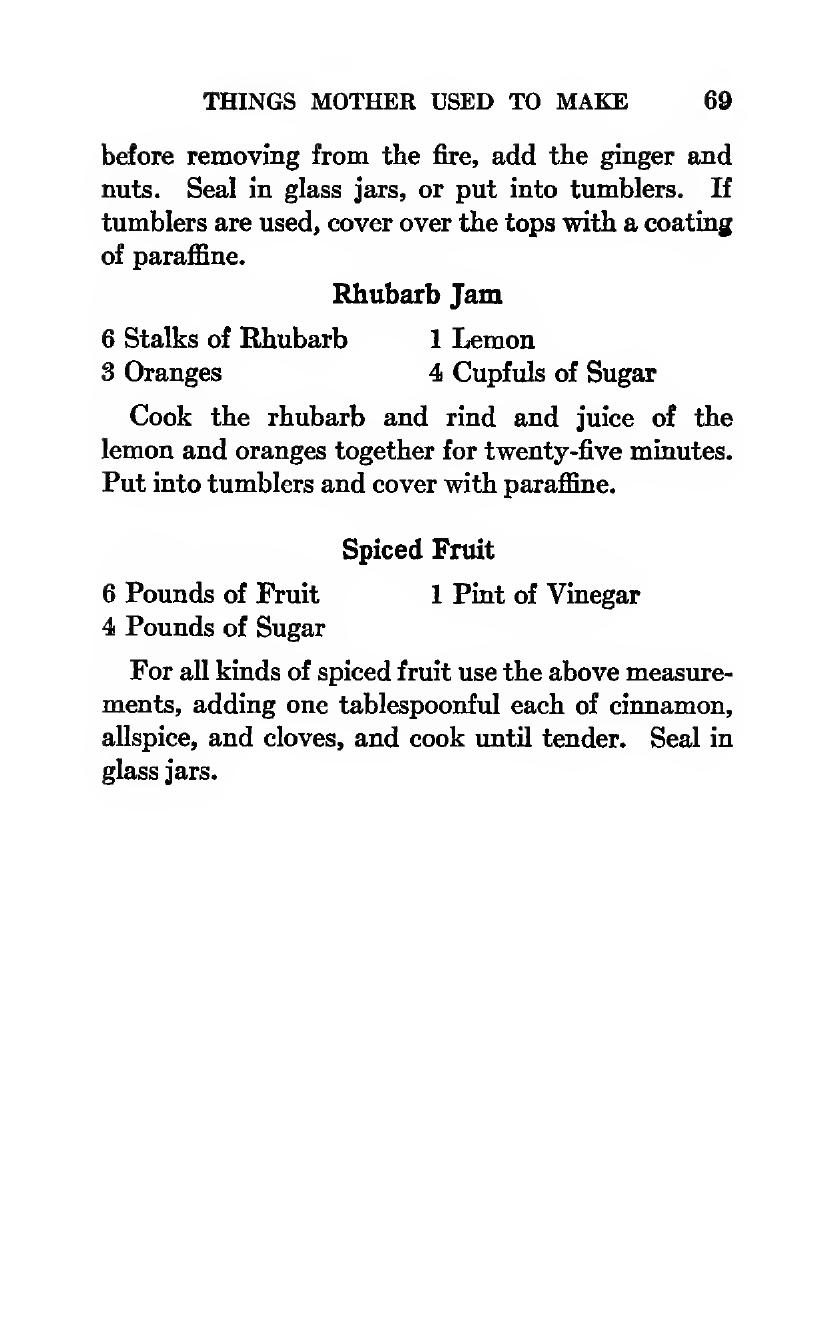 THINGS MOTHER USED TO MAKE 69
before removing from the fire, add the ginger and
nuts. Seal in glass jars, or put into tumblers. If
tumblers are used, cover over the tops with a coating
of paraffine.
Rhubarb Jam
6 Stalks of Rhubarb 1 Lemon
3 Oranges 4 Cupfuls of Sugar
Cook the rhubarb and rind and juice of the
lemon and oranges together for twenty-five minutes.
Put into tumblers and cover with paraffine.
Spiced Fruit
6 Pounds of Fruit 1 Pint of Vinegar
4 Pounds of Sugar
For all kinds of spiced fruit use the above measure-
ments, adding one tablespoonful each of cinnamon,
allspice, and cloves, and cook until tender. Seal in
glass jars.